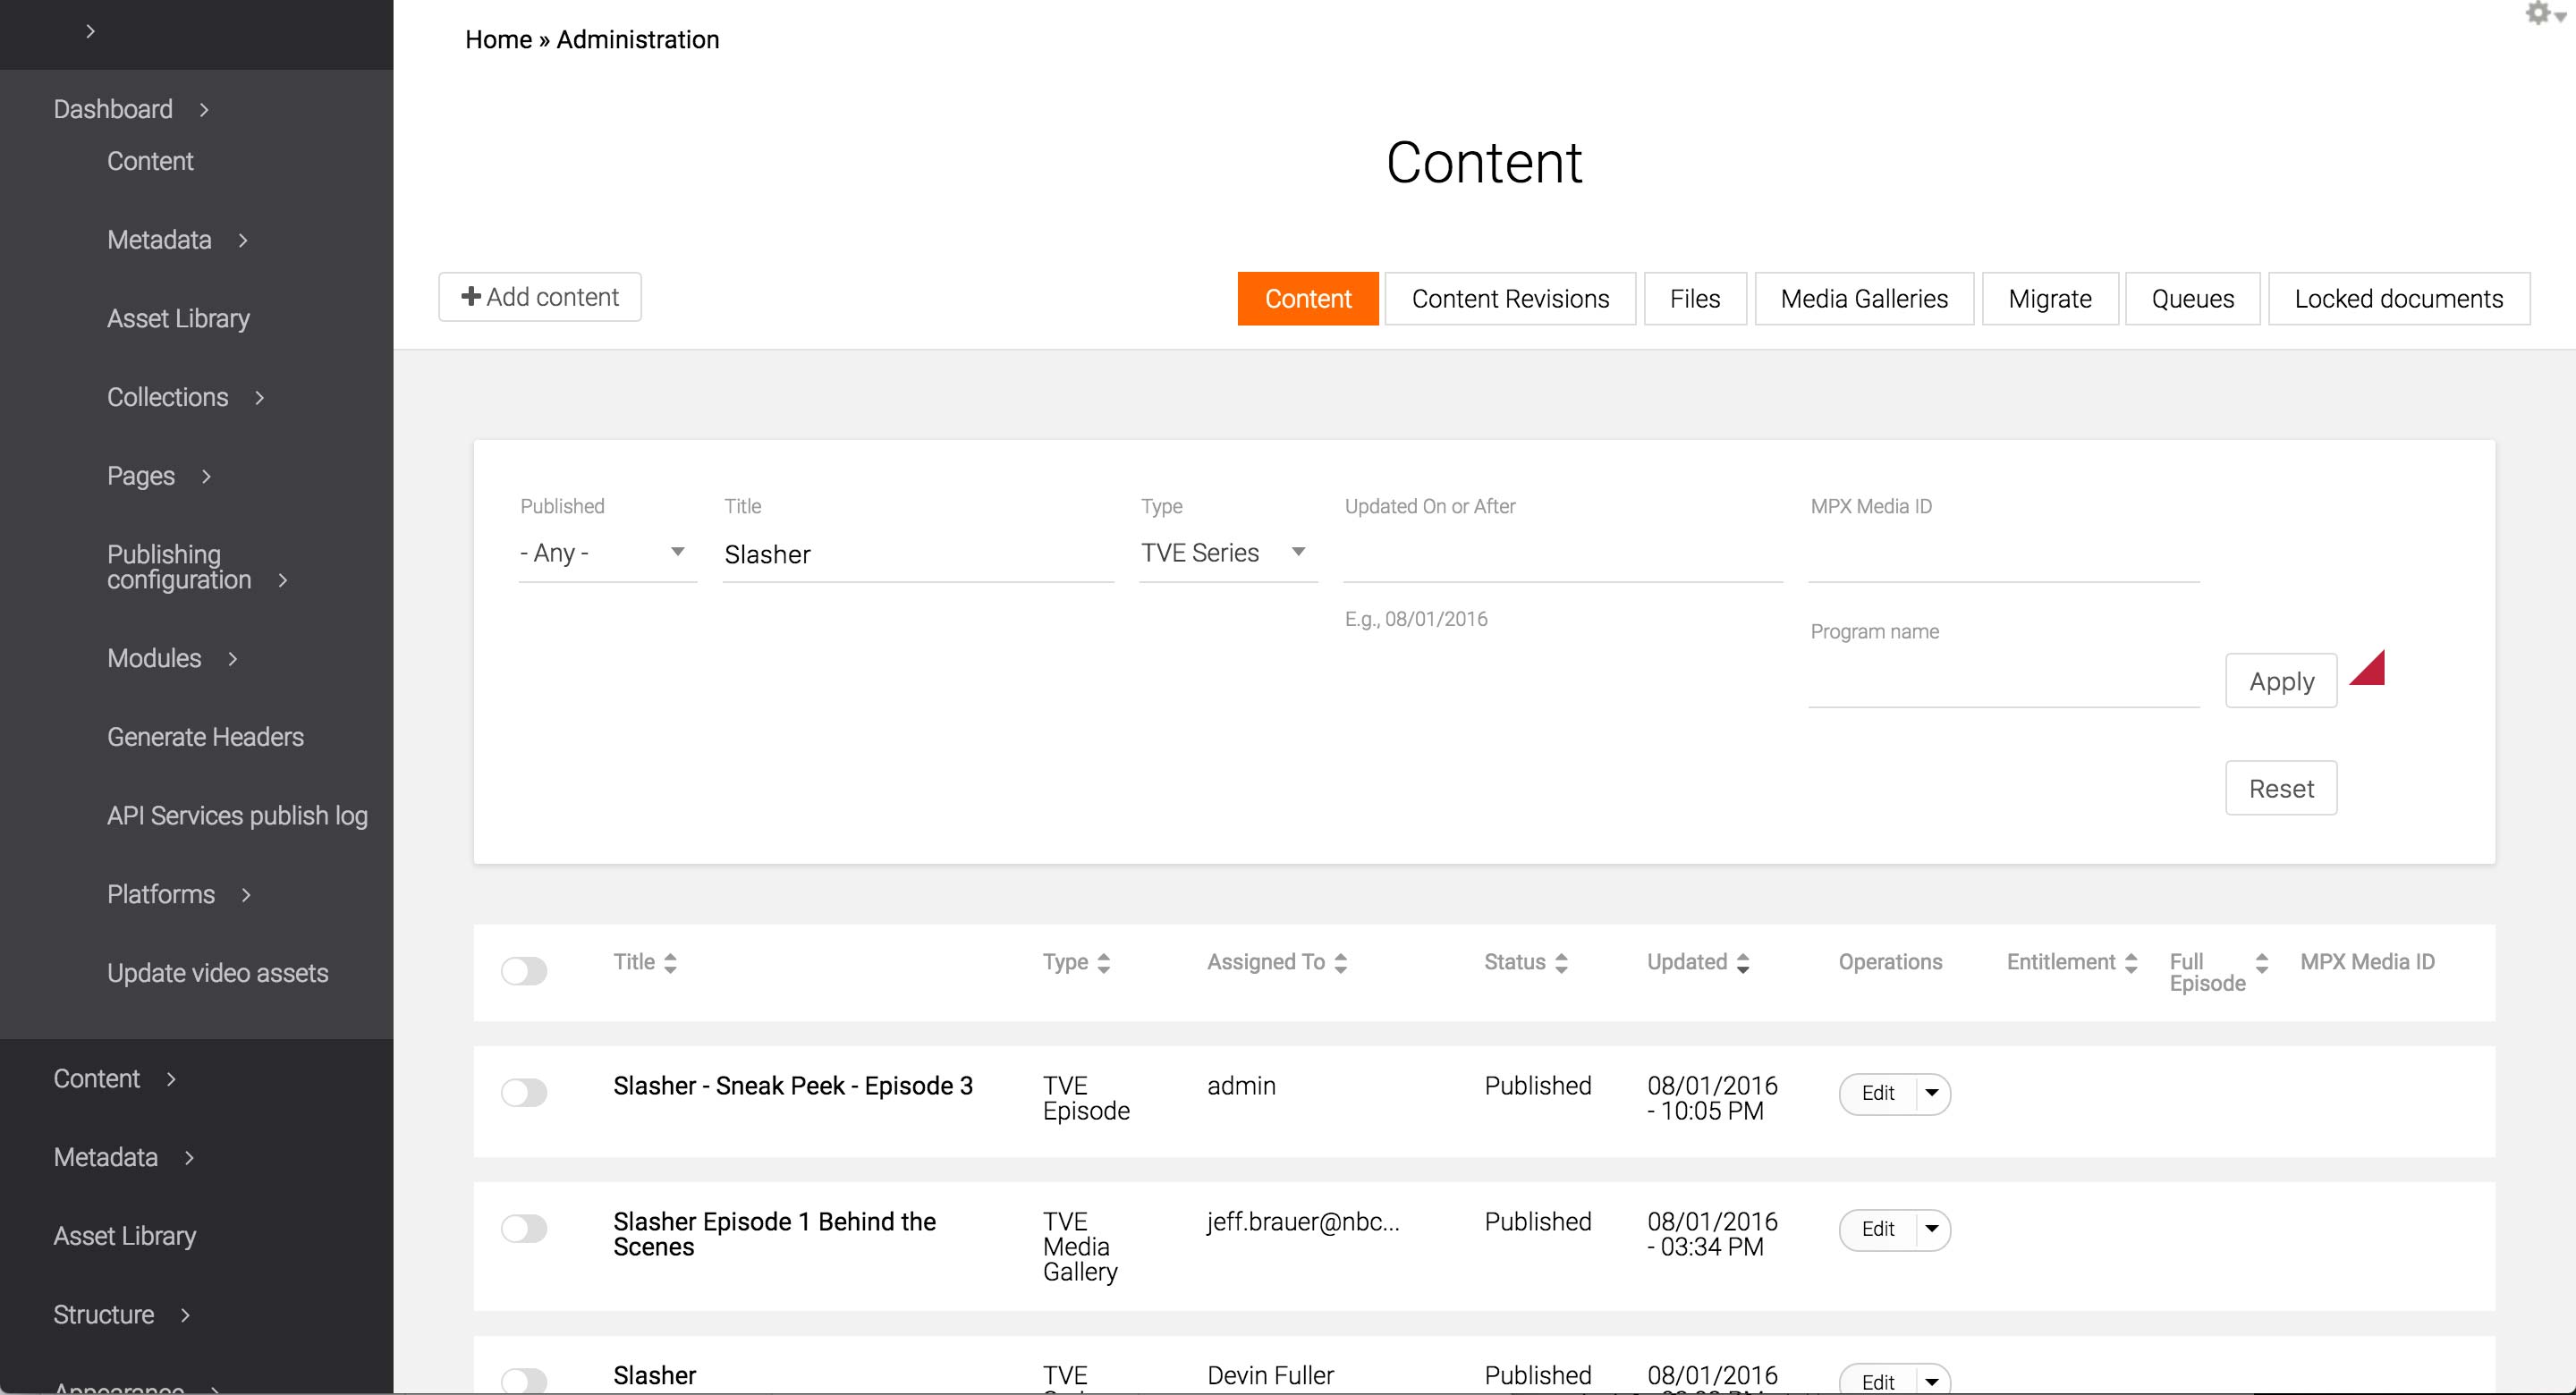 Home » Administration
Dashboard
Content
Metadata
Asset Library
Collections
Pages
Publishing
configuration
Modules
Generate Headers
API Services publish log
Platforms
Update video assets
Content
Metadata
Asset Library
Structure
Appearance
Content
Add content
Content Content Revisions Files Media Galleries Migrate Queues Locked documents
Published Title Type Updated On or After MPX Media ID
- Any - Slasher TVE Series
E.g., 08/01/2016
Program name
Apply
Reset
Title Type Assigned To Status Updated Operations Entitlement Full MPX Media ID
Episode
Slasher - Sneak Peek - Episode 3 TVE admin Published 08/01/2016 Edit
Episode - 10:05 PM
Slasher Episode 1 Behind the TVE jeff.brauer@nbc... Published 08/01/2016 Edit
Scenes Media - 03:34 PM
Gallery
Slasher TVE Devin Fuller Published 08/01/2016 Edit